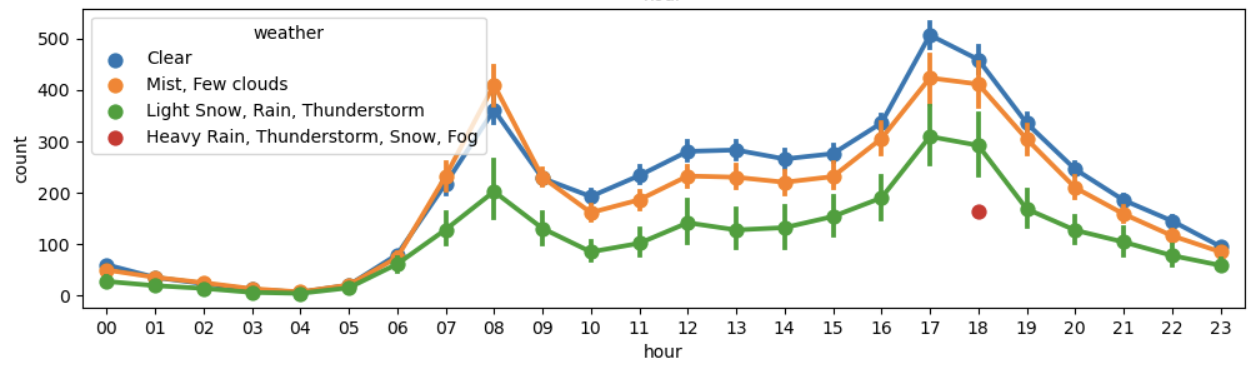 weather
Clear
Mist, Few clouds
Light Snow, Rain, Thunderstorm
Heavy Rain, Thunderstorm, Snow, Fog
count
500
400
300
200
100
0
00 01 02 03 04 05 06 07 08 09 10 11 12 13 14 15 16 17 18 19 20 21 22 23
hour